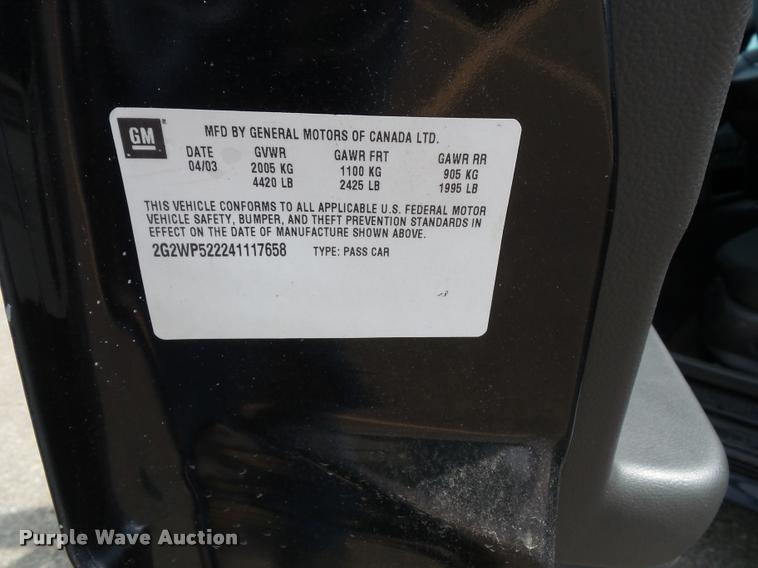 GM
MFD BY GENERAL MOTORS OF CANADA LTD.
DATE GVWR GAWR FRT GAWR RR
04/03 2005 KG 1100 KG 905 KG
4420 LB 2425 LB 1995 LB
THIS VEHICLE CONFORMS TO ALL APPLICABLE U.S. FEDERAL MOTOR
VEHICLE SAFETY, BUMPER, AND THEFT PREVENTION STANDARDS IN
EFFECT ON THE DATE OF MANUFACTURE SHOWN ABOVE.
2G2WP522241117658 TYPE: PASS CAR
Purple Wave Auction®